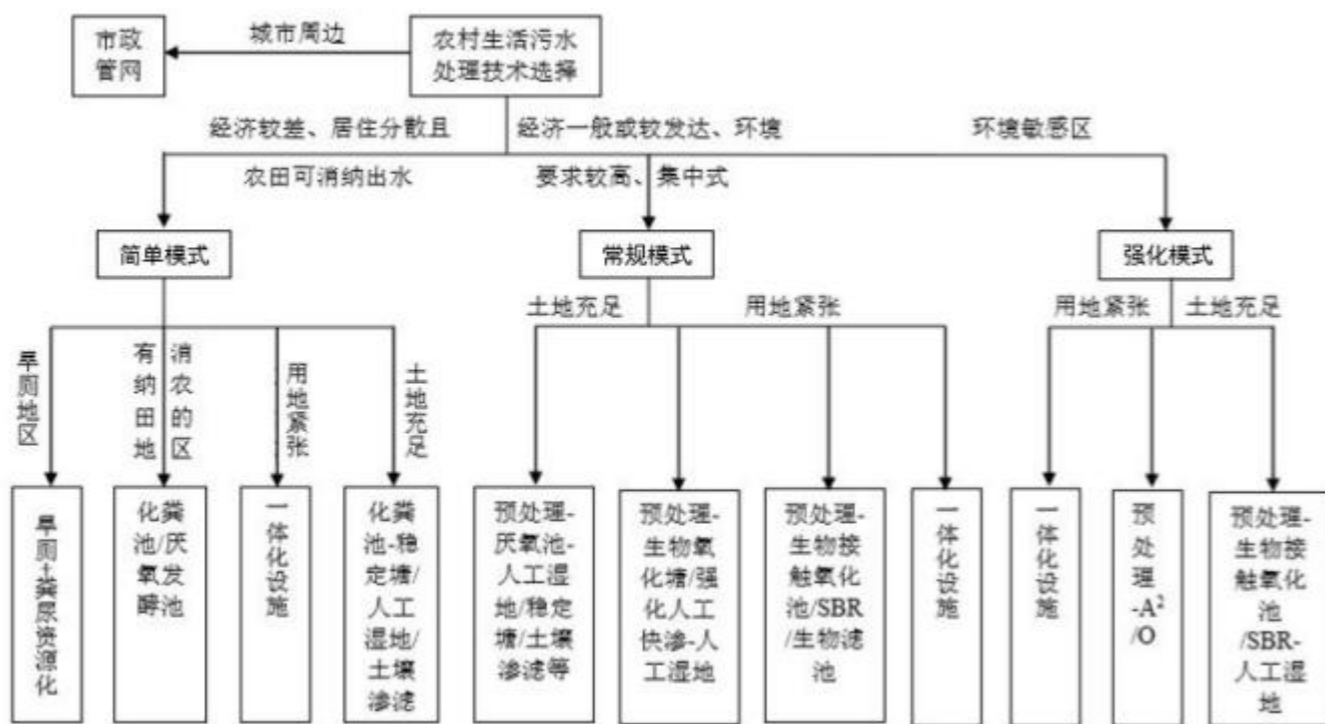 市政
管网
城市周边
农村生活污水
处理技术选择
经济较差、居住分散且
农田可消纳出水
经济一般或较发达、环境
要求较高、集中式
环境敏感区
简单模式
常规模式
强化模式
旱厕地区
有消
纳农
田的
地区
用地紧张
土地充足
土地充足
用地紧张
用地紧张
土地充足
旱厕+粪尿资源化
化粪
池/厌
氧发
酵池
一体化设施
化粪
池-稳
定塘/
人工
湿地/
土壤
渗滤
预处理-
厌氧池-
人工湿
地/稳定
塘/土壤
渗滤等
预处理-
生物氧
化塘/强
化人工
快渗-人
工湿地
预处理-
生物接
触氧化
池/SBR
/生物滤
池
一体化设施
一体化设施
预
处
理
-A²
/O
预处理-
生物接
触氧化
池
/SBR-
人工湿
地